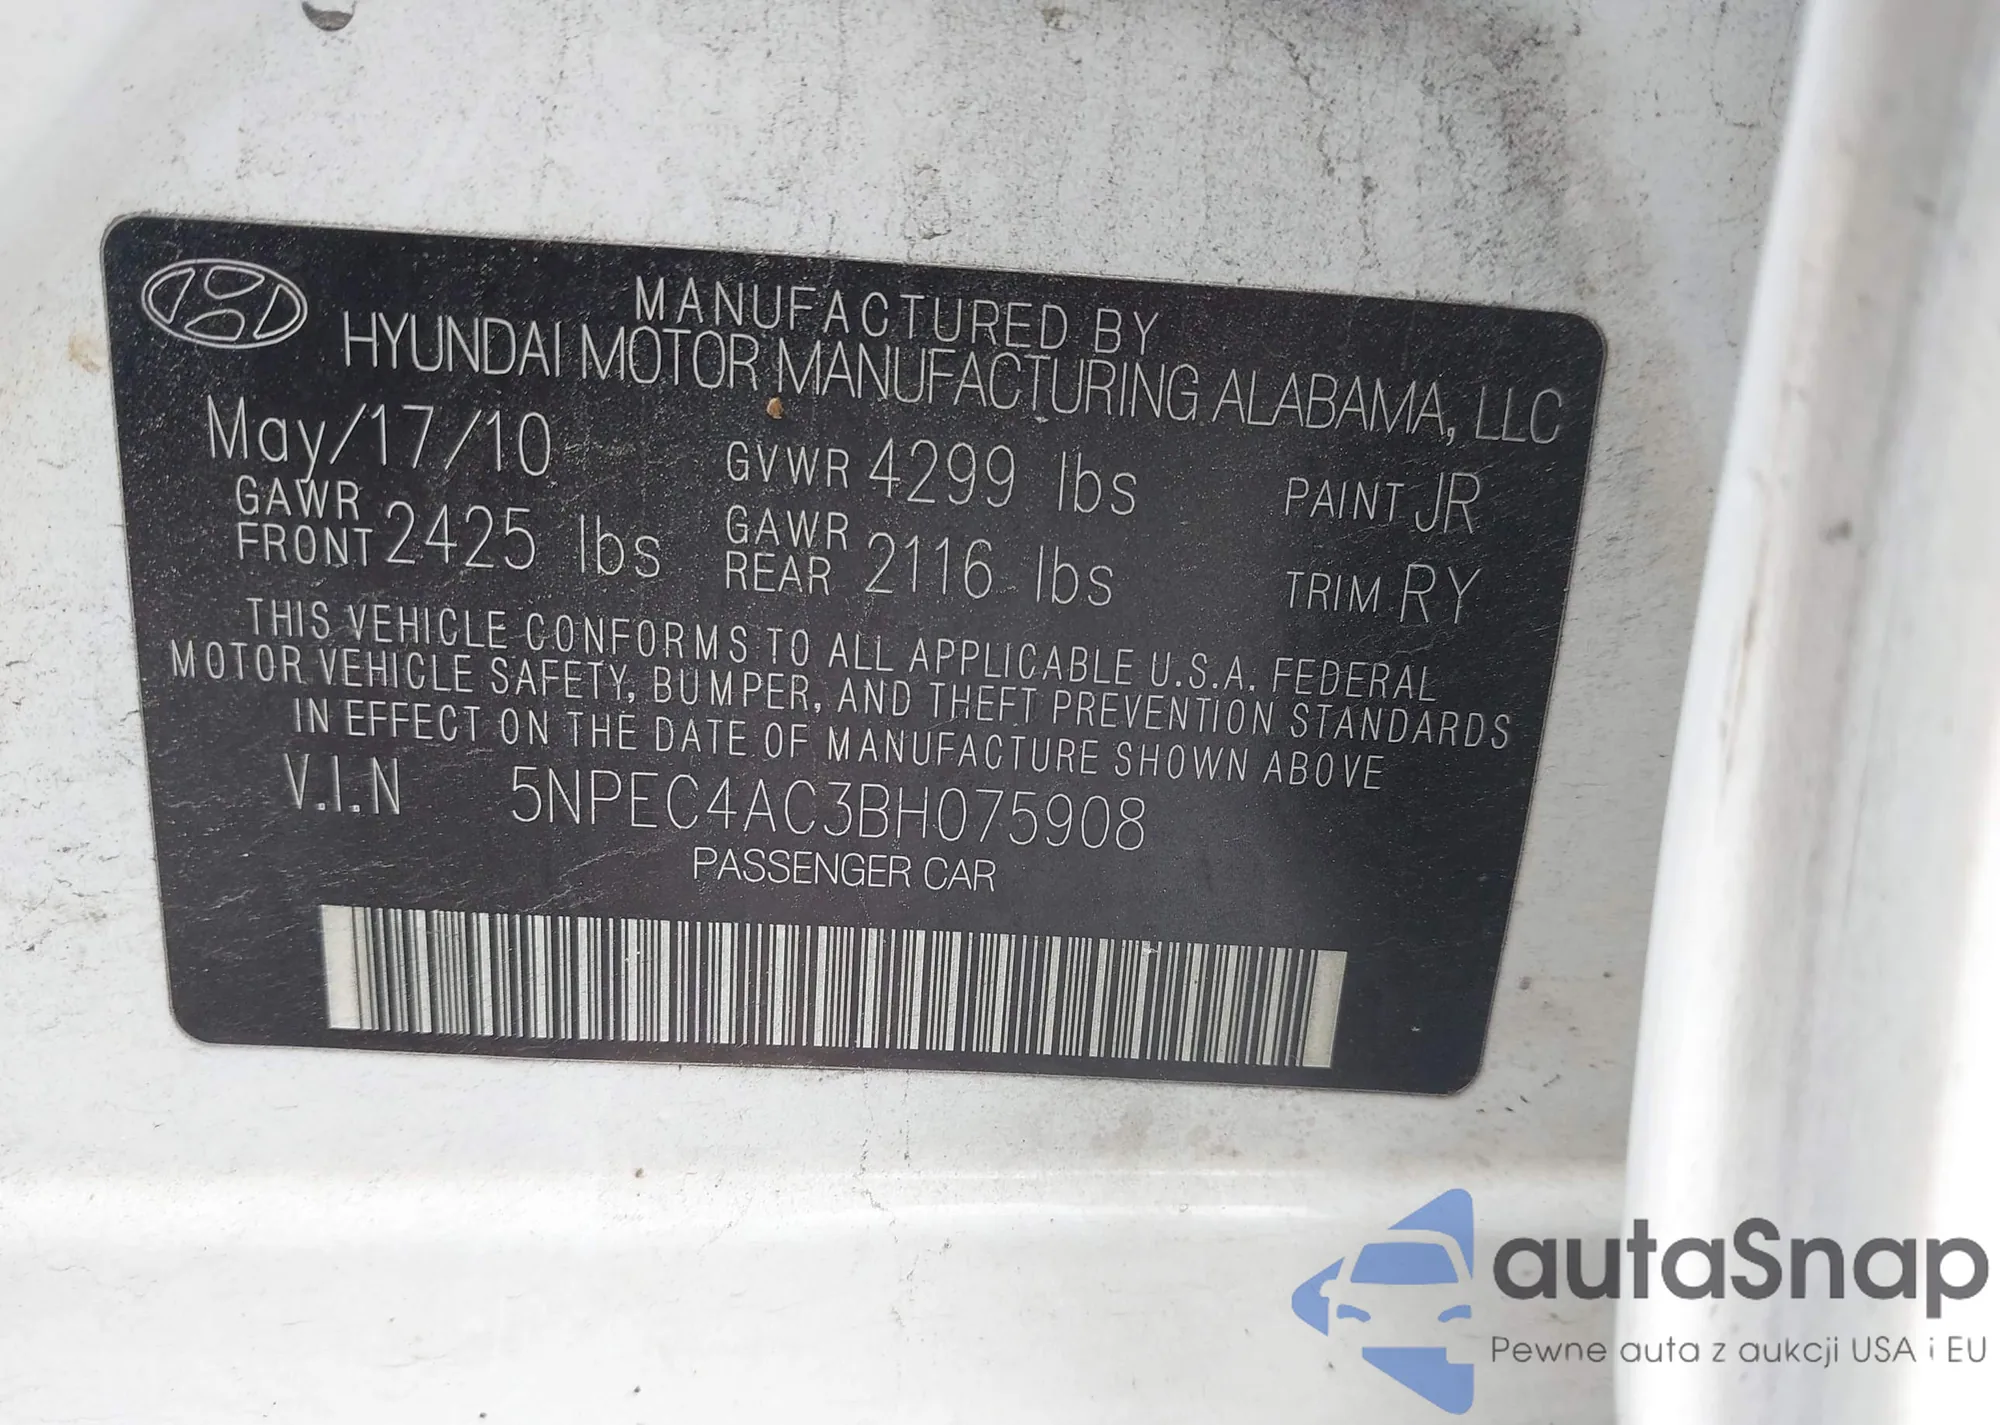 MANUFACTURED BY
HYUNDAI MOTOR MANUFACTURING ALABAMA, LLC
May/17/10 GVWR 4299 lbs PAINT JR
GAWR FRONT 2425 lbs GAWR REAR 2116 lbs TRIM RY
THIS VEHICLE CONFORMS TO ALL APPLICABLE U.S.A. FEDERAL
MOTOR VEHICLE SAFETY, BUMPER, AND THEFT PREVENTION STANDARDS
IN EFFECT ON THE DATE OF MANUFACTURE SHOWN ABOVE
V.I.N 5NPEC4AC3BH075908
PASSENGER CAR
autaSnap
Pewne auta z aukcji USA i EU